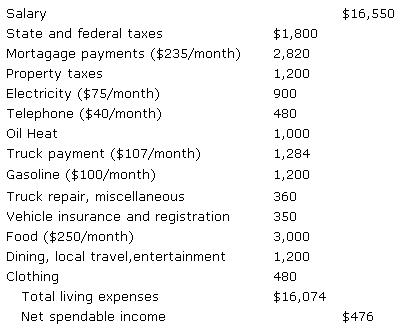 Salary $16,550
State and federal taxes $1,800
Mortagage payments ($235/month) 2,820
Property taxes 1,200
Electricity ($75/month) 900
Telephone ($40/month) 480
Oil Heat 1,000
Truck payment ($107/month) 1,284
Gasoline ($100/month) 1,200
Truck repair, miscellaneous 360
Vehicle insurance and registration 350
Food ($250/month) 3,000
Dining, local travel,entertainment 1,200
Clothing 480
Total living expenses $16,074
Net spendable income $476